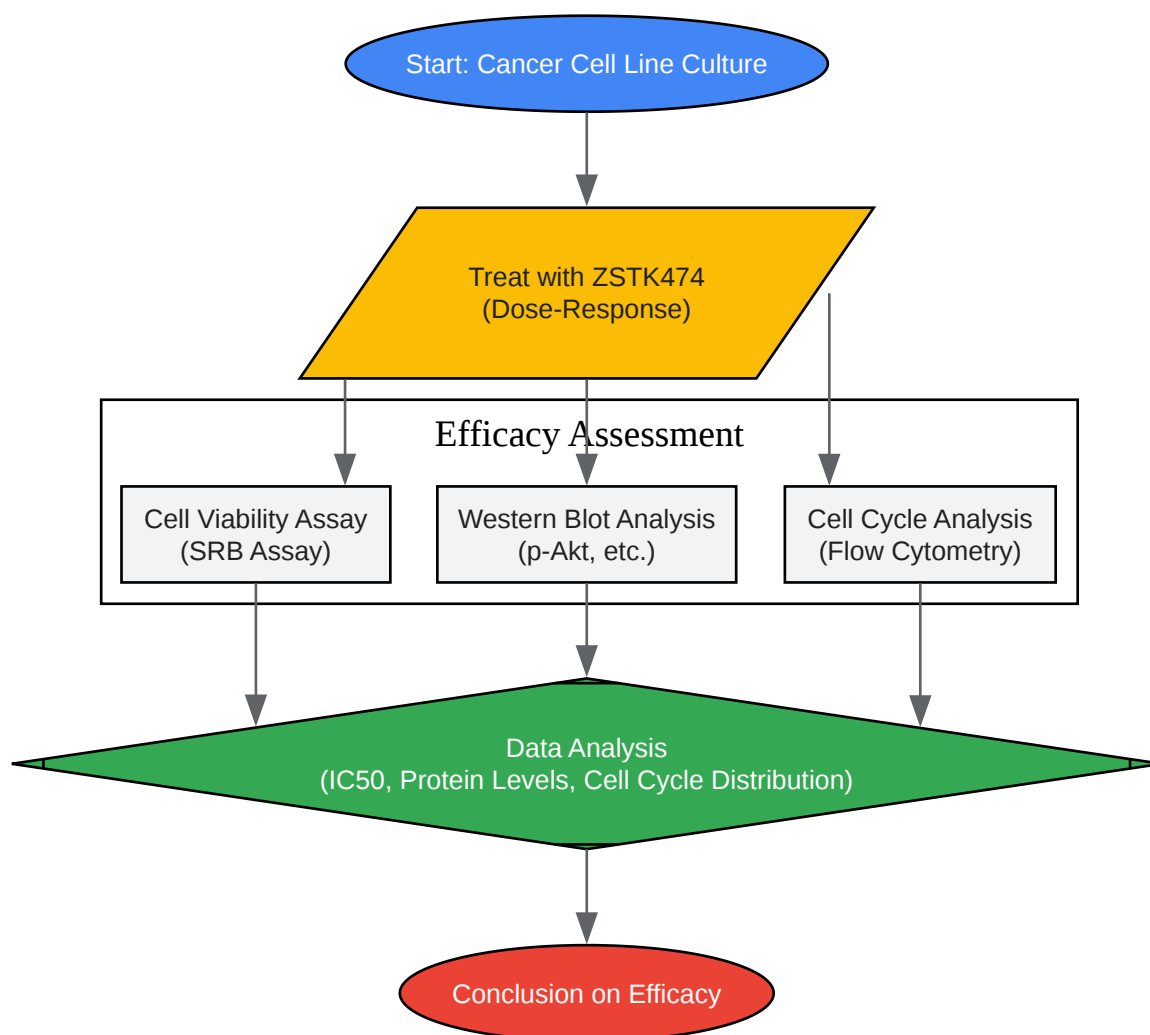 Start: Cancer Cell Line Culture
Treat with ZSTK474
(Dose-Response)
Efficacy Assessment
Cell Viability Assay
(SRB Assay)
Western Blot Analysis
(p-Akt, etc.)
Cell Cycle Analysis
(Flow Cytometry)
Data Analysis
(IC50, Protein Levels, Cell Cycle Distribution)
Conclusion on Efficacy